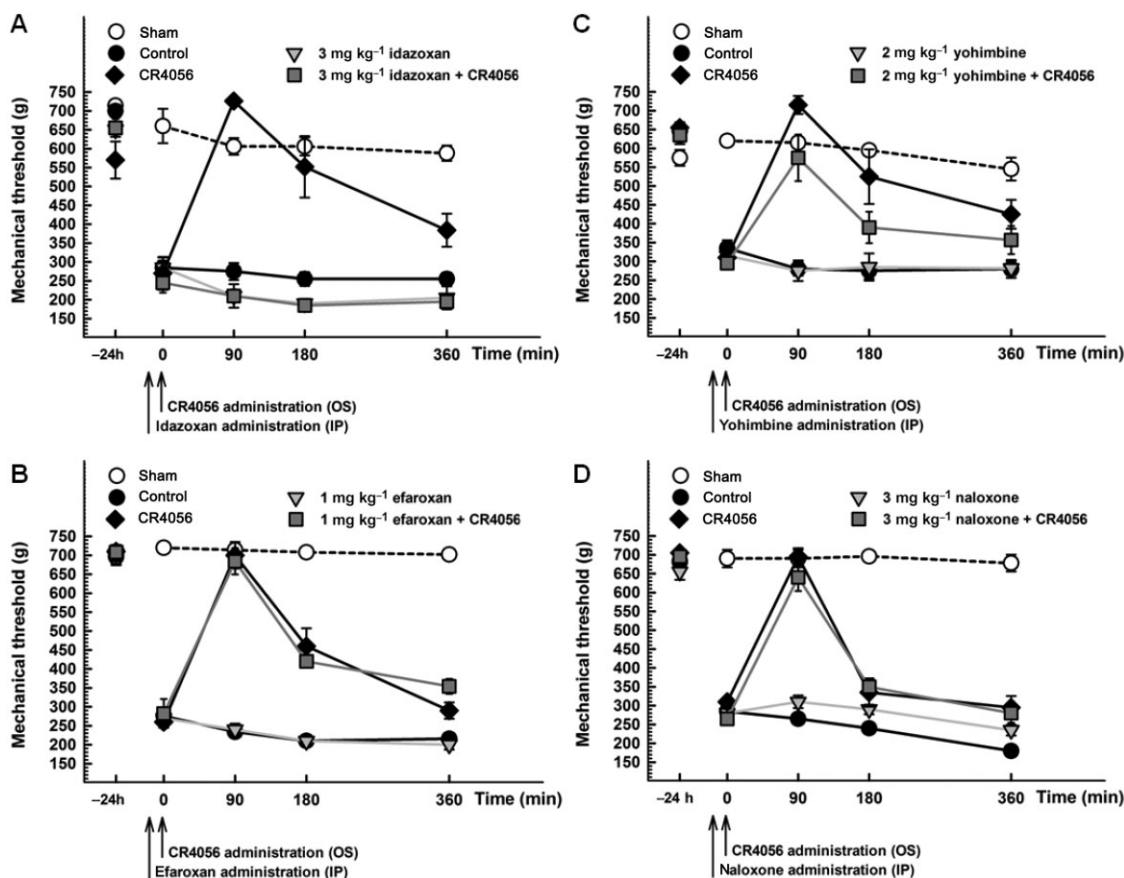 A
Sham
Control
CR4056
3 mg kg⁻¹ idazoxan
3 mg kg⁻¹ idazoxan + CR4056
Mechanical threshold (g)
750
700
650
600
550
500
450
400
350
300
250
200
150
–24h 0 90 180 360 Time (min)
CR4056 administration (OS)
Idazoxan administration (IP)
C
Sham
Control
CR4056
2 mg kg⁻¹ yohimbine
2 mg kg⁻¹ yohimbine + CR4056
Mechanical threshold (g)
750
700
650
600
550
500
450
400
350
300
250
200
150
–24h 0 90 180 360 Time (min)
CR4056 administration (OS)
Yohimbine administration (IP)
B
Sham
Control
CR4056
1 mg kg⁻¹ efaroxan
1 mg kg⁻¹ efaroxan + CR4056
Mechanical threshold (g)
750
700
650
600
550
500
450
400
350
300
250
200
150
–24h 0 90 180 360 Time (min)
CR4056 administration (OS)
Efaroxan administration (IP)
D
Sham
Control
CR4056
3 mg kg⁻¹ naloxone
3 mg kg⁻¹ naloxone + CR4056
Mechanical threshold (g)
750
700
650
600
550
500
450
400
350
300
250
200
150
–24 h 0 90 180 360 Time (min)
CR4056 administration (OS)
Naloxone administration (IP)